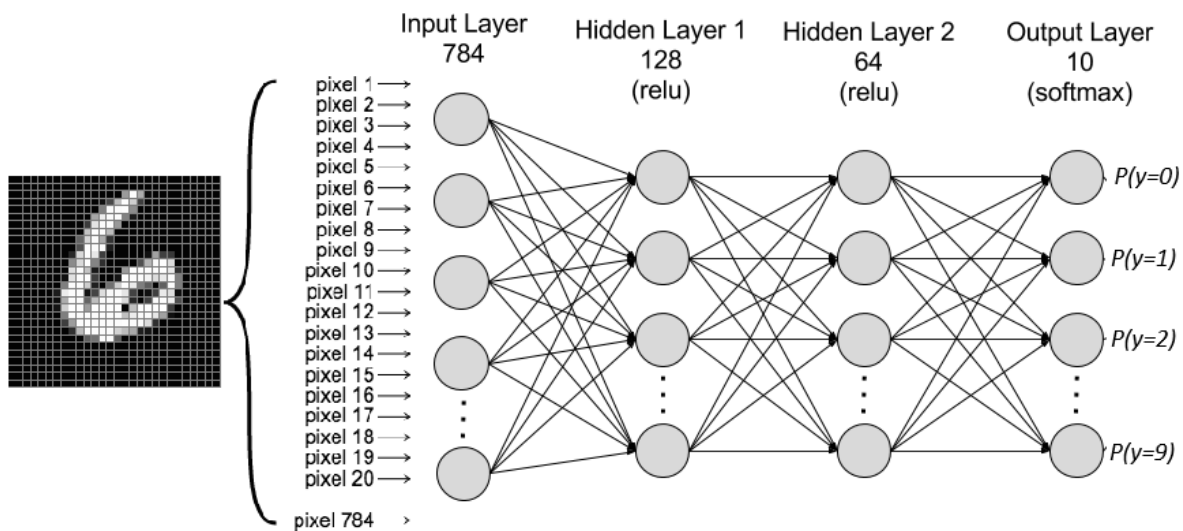 Input Layer
784
Hidden Layer 1
128
(relu)
Hidden Layer 2
64
(relu)
Output Layer
10
(softmax)
pixel 1
pixel 2
pixel 3
pixel 4
pixel 5
pixel 6
pixel 7
pixel 8
pixel 9
pixel 10
pixel 11
pixel 12
pixel 13
pixel 14
pixel 15
pixel 16
pixel 17
pixel 18
pixel 19
pixel 20
pixel 784
P(y=0)
P(y=1)
P(y=2)
P(y=9)